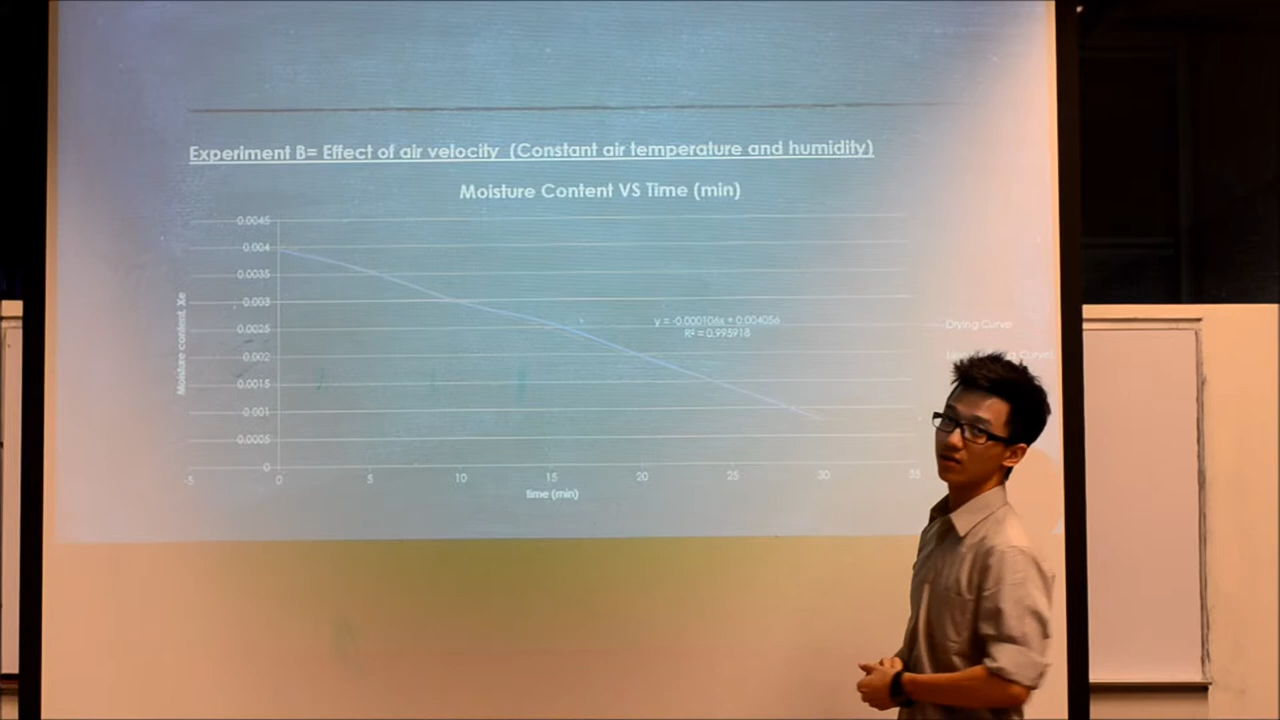 Experiment B= Effect of air velocity (Constant air temperature and humidity)
Moisture Content VS Time (min)
0.0045
0.004
0.0035
0.003
0.0025
0.002
0.0015
0.001
0.0005
0
Moisture content, Xe
y = -0.000106x + 0.004056
R² = 0.995918
Drying Curve
Curve)
-5 0 5 10 15 20 25 30 35
time (min)